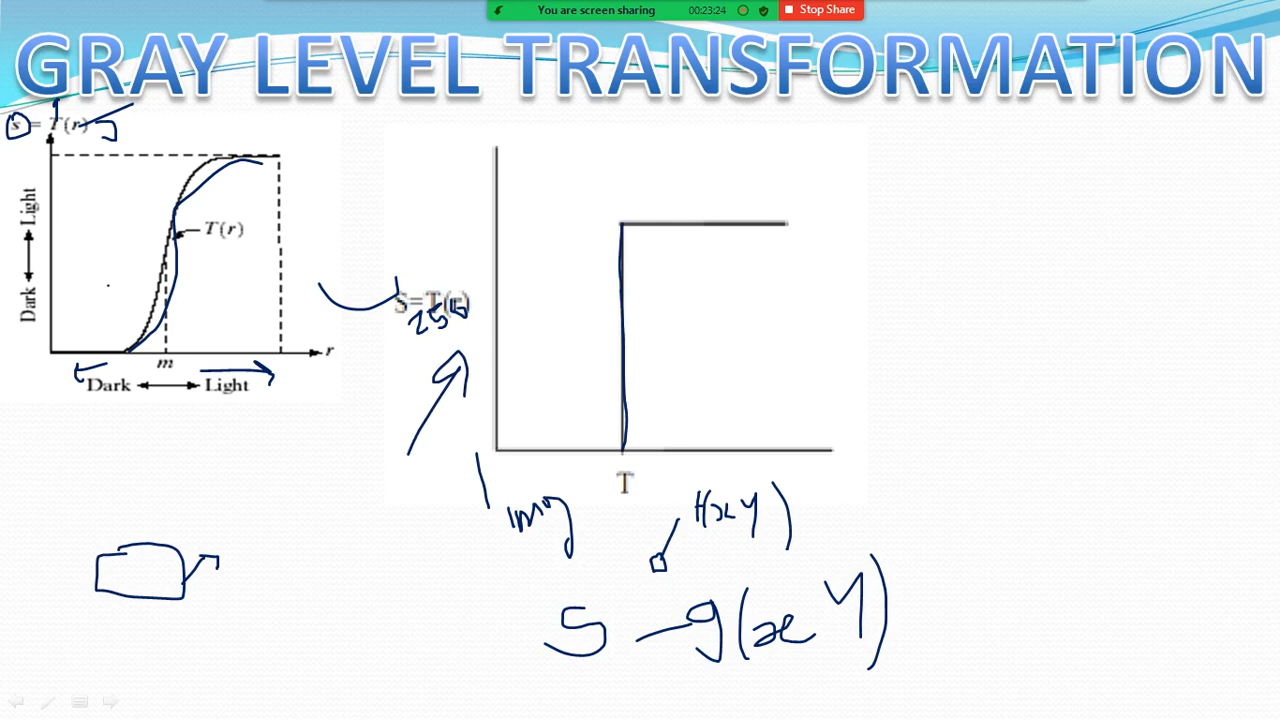 You are screen sharing 00:23:24 Stop Share
GRAY LEVEL TRANSFORMATION
s = T(r)
Light
Dark
T(r)
m
r
Dark Light
S=T(r)
255
T
img
f(x y)
S - g(x y)